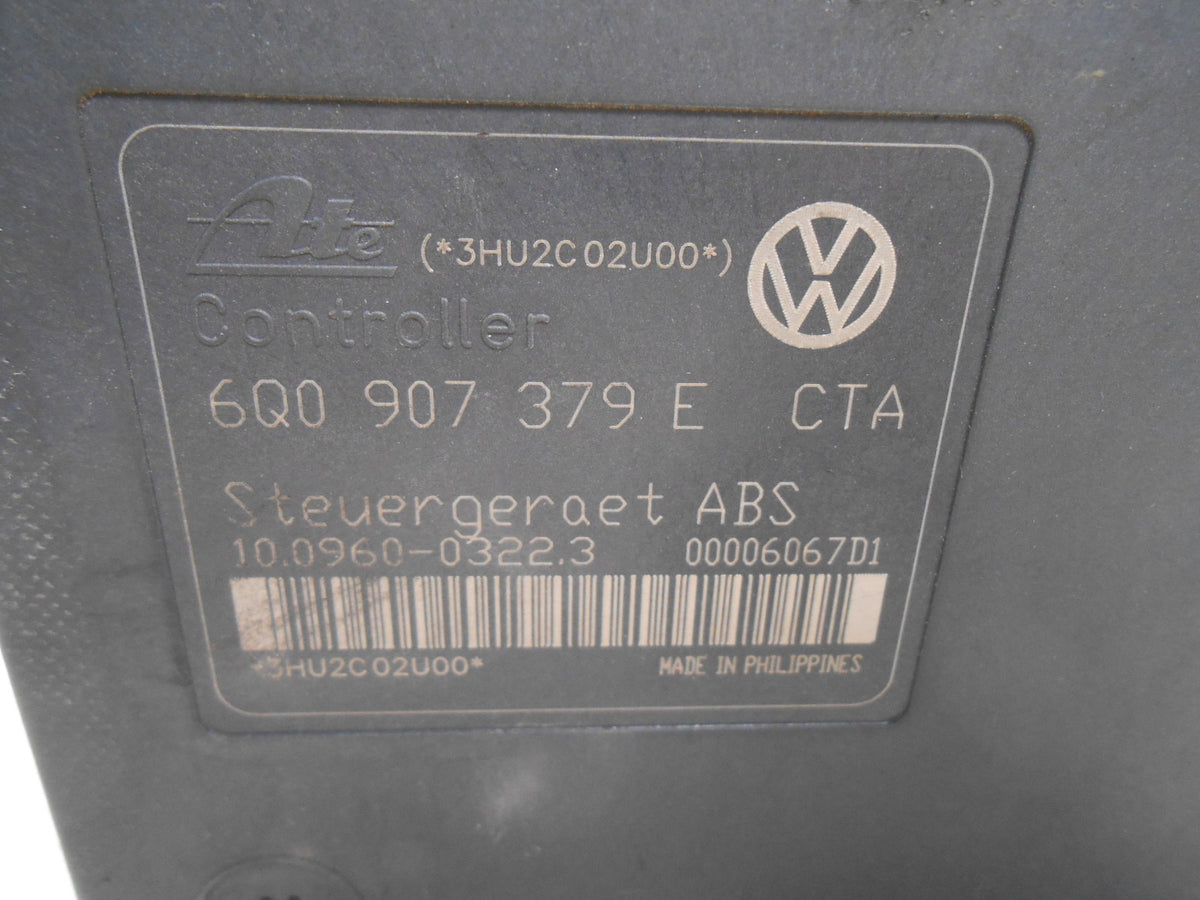 Ate (*3HU2C02U00*)
Controller
6Q0 907 379 E CTA
Steuergeraet ABS
10.0960-0322.3 00006067D1
*3HU2C02U00* MADE IN PHILIPPINES